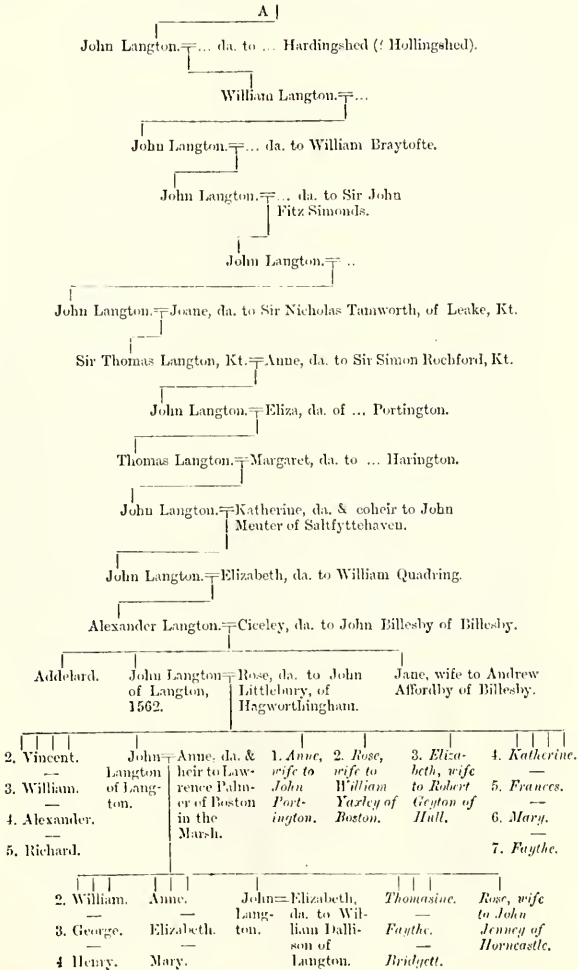 A
John Langton. ... da. to ... Hardingshed (? Hollingshed).
William Langton. ...
John Langton. ... da. to William Braytofte.
John Langton. ... da. to Sir John
Fitz Simonds.
John Langton. ..
John Langton. Joane, da. to Sir Nicholas Tamworth, of Leake, Kt.
Sir Thomas Langton, Kt. Anne, da. to Sir Simon Rochford, Kt.
John Langton. Eliza, da. of ... Portington.
Thomas Langton. Margaret, da. to ... Harington.
John Langton. Katherine, da. & coheir to John
Meuter of Saltfyttehaven.
John Langton. Elizabeth, da. to William Quadring.
Alexander Langton. Ciceley, da. to John Billesby of Billesby.
Addelard.
John Langton
of Langton,
1562.
Rose, da. to John
Littlebury, of
Hagworthingham.
Jane, wife to Andrew
Affordby of Billesby.
2. Vincent.
—
3. William.
—
4. Alexander.
—
5. Richard.
John
Langton
of Lang-
ton.
Anne, da. &
heir to Law-
rence Palm-
er of Boston
in the
Marsh.
1. Anne,
wife to
John
Port-
ington.
2. Rose,
wife to
William
Yaxley of
Boston.
3. Eliza-
beth, wife
to Robert
Geyton of
Hull.
4. Katherine.
—
5. Frances.
—
6. Mary.
—
7. Faythe.
2. William.
—
3. George.
—
4 Henry.
Anne.
—
Elizabeth.
—
Mary.
John
Lang-
ton.
Elizabeth,
da. to Wil-
liam Dalli-
son of
Langton.
Thomasine.
—
Faythe.
—
Bridgett.
Rose, wife
to John
Jenney of
Horncastle.